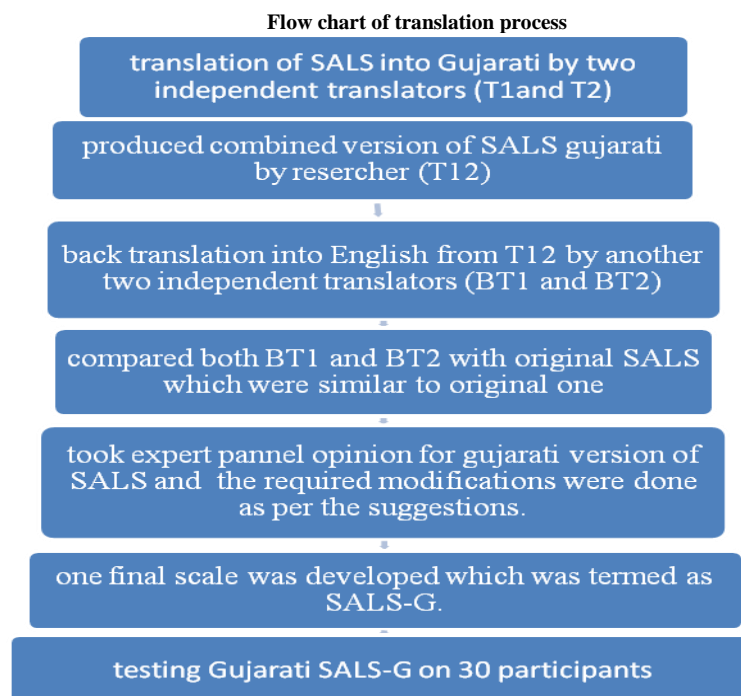 Flow chart of translation process
translation of SALS into Gujarati by two
independent translators (T1and T2)
produced combined version of SALS gujarati
by resercher (T12)
back translation into English from T12 by another
two independent translators (BT1 and BT2)
compared both BT1 and BT2 with original SALS
which were similar to original one
took expert pannel opinion for gujarati version of
SALS and the required modifications were done
as per the suggestions.
one final scale was developed which was termed as
SALS-G.
testing Gujarati SALS-G on 30 participants